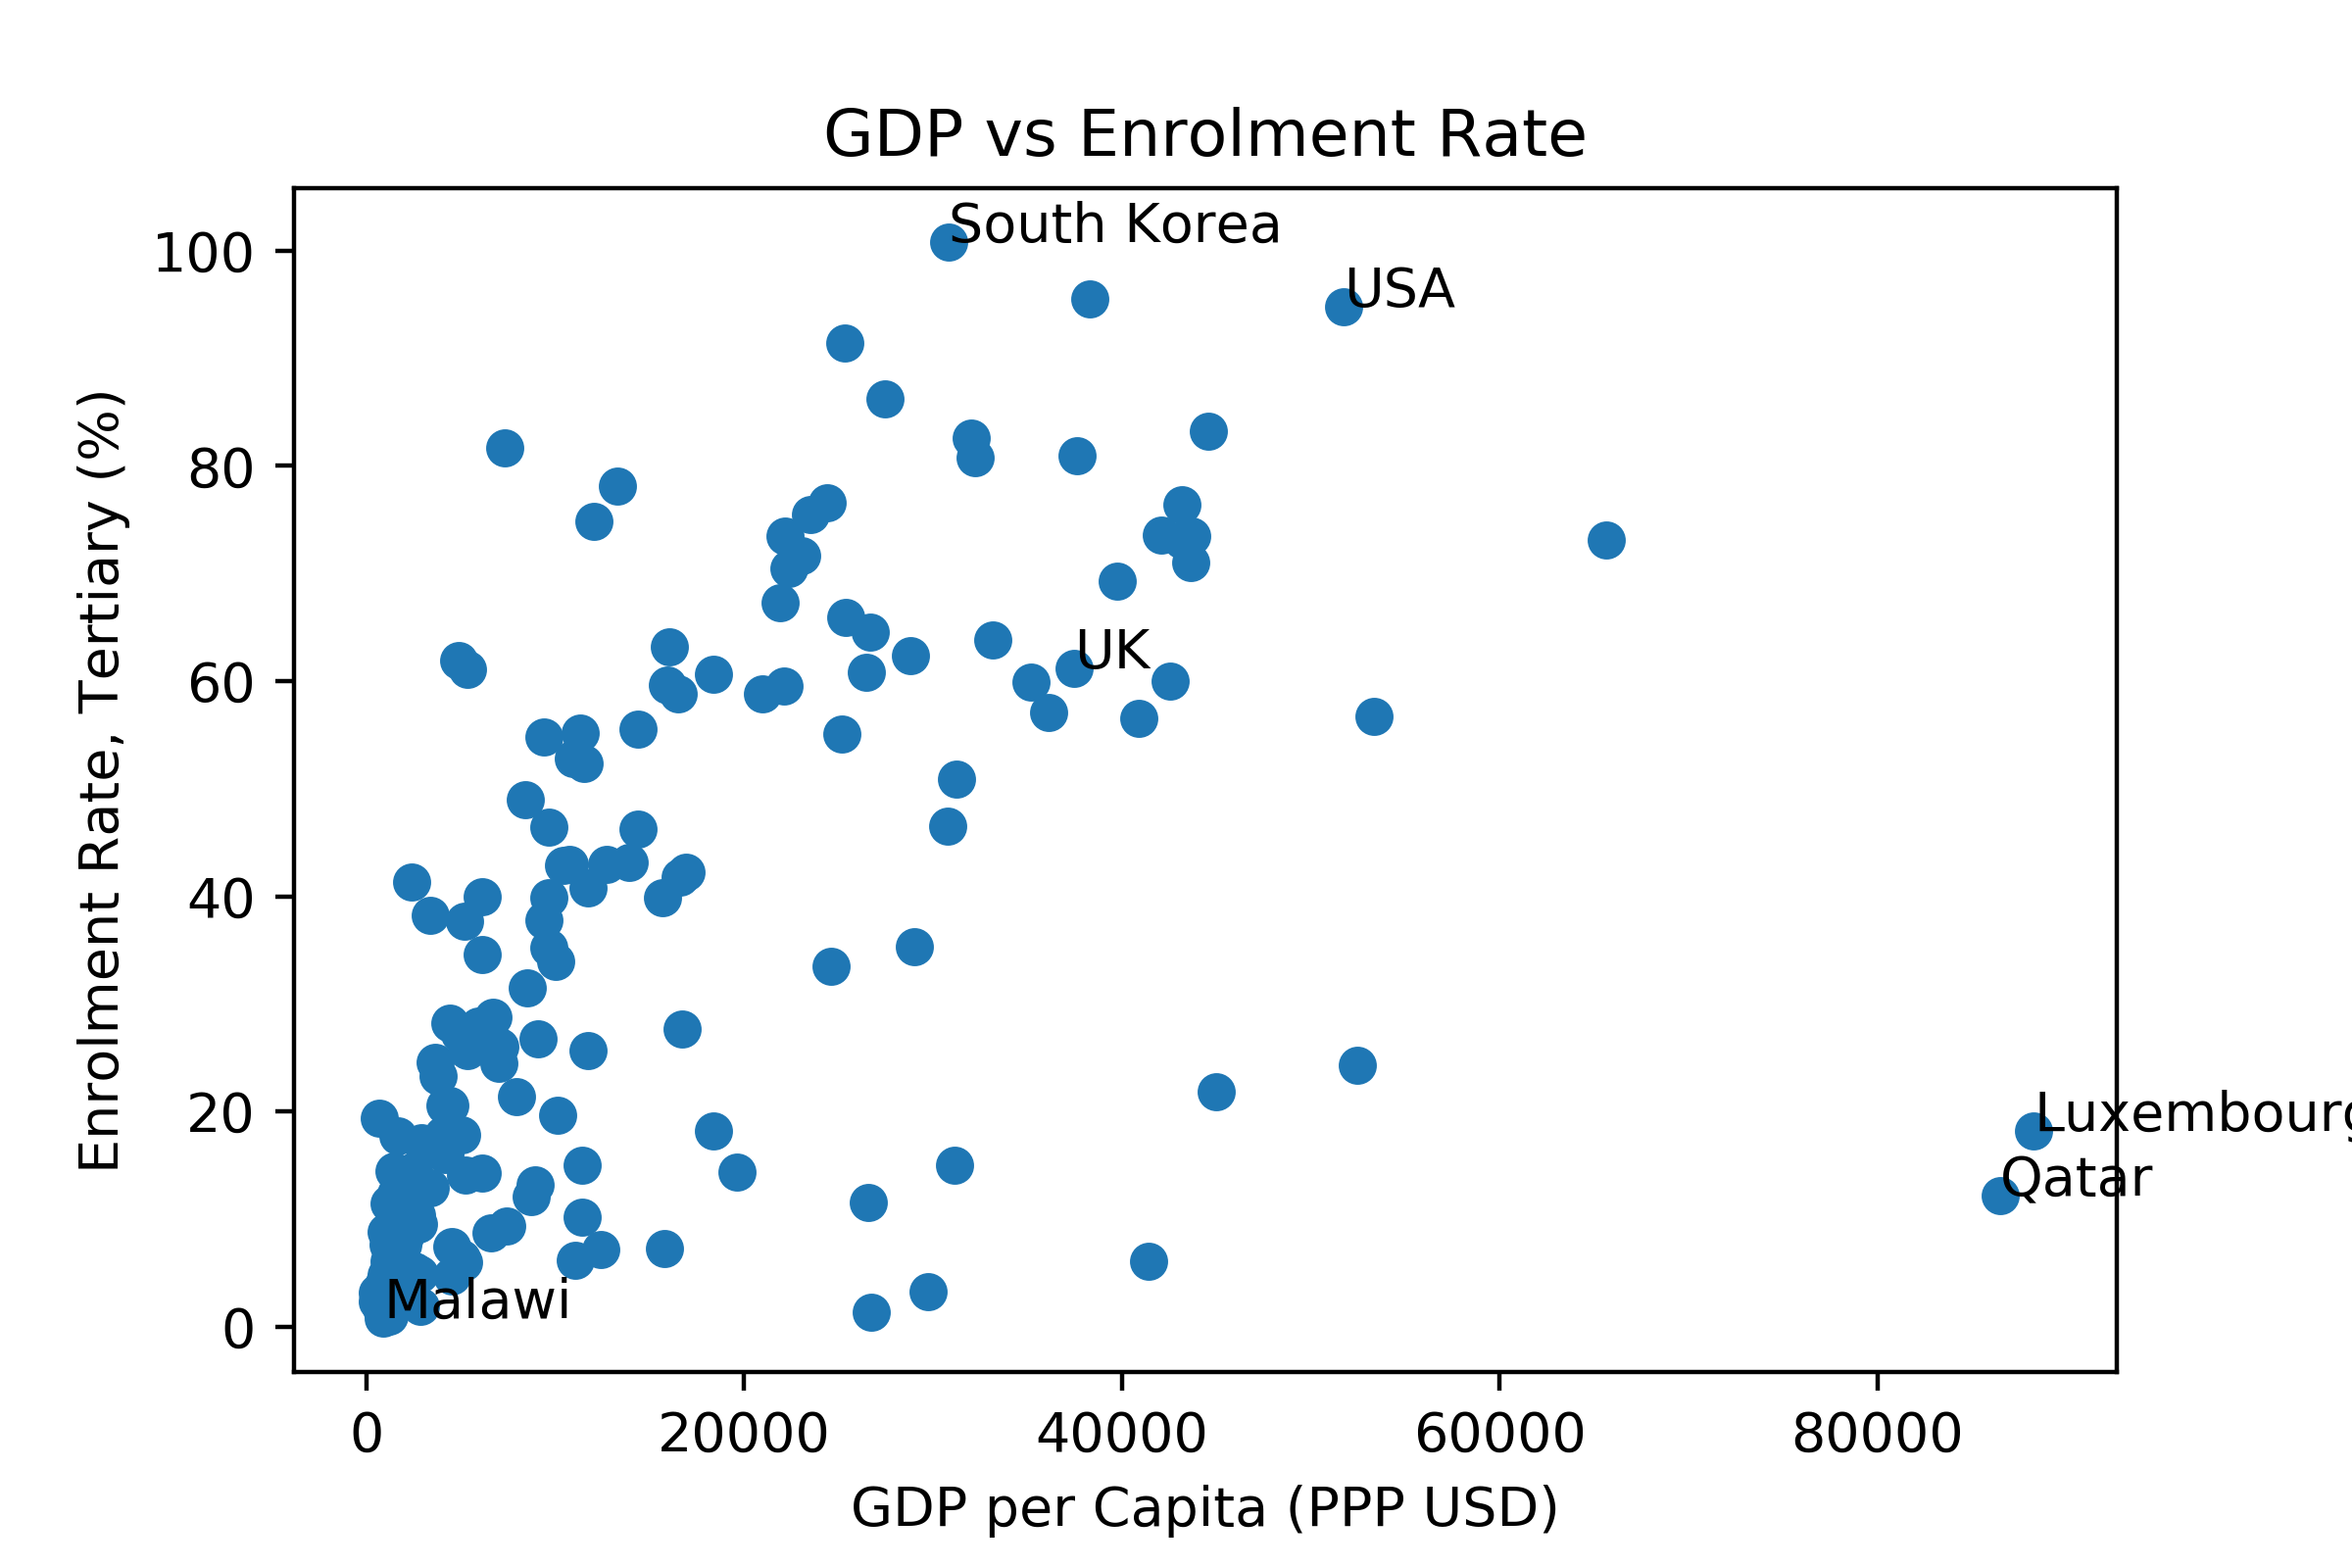 GDP vs Enrolment Rate
South Korea
USA
UK
Luxembourg
Qatar
Malawi
Enrolment Rate, Tertiary (%)
100
80
60
40
20
0
0 20000 40000 60000 80000
GDP per Capita (PPP USD)